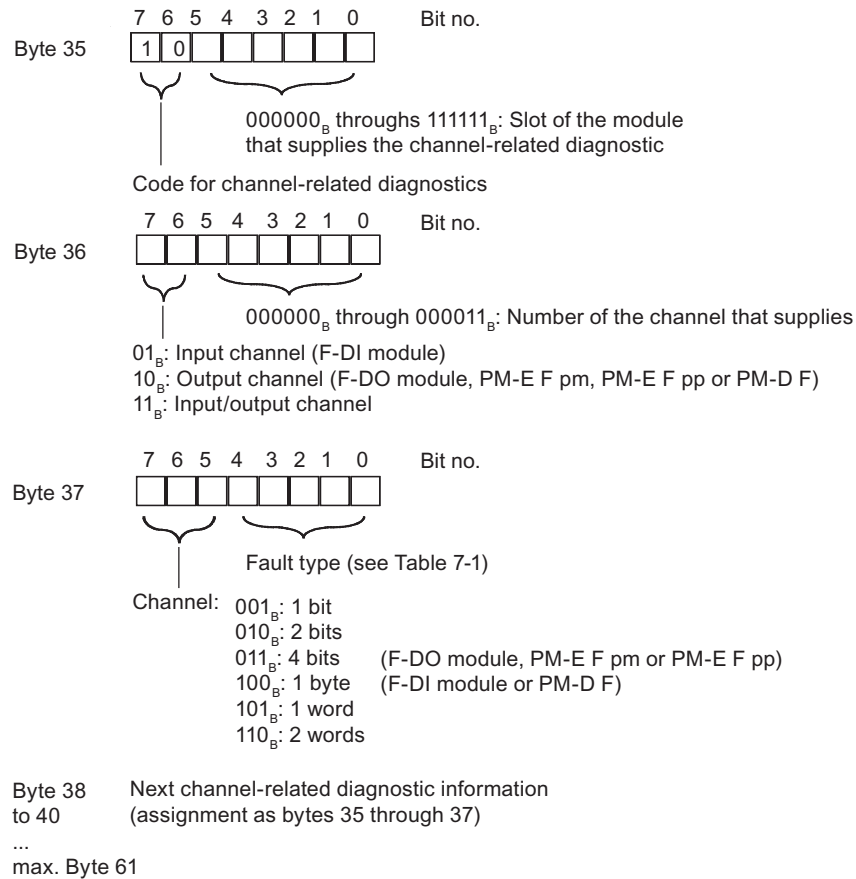 7 6 5 4 3 2 1 0 Bit no.
Byte 35 1 0
000000B throughs 111111B: Slot of the module
that supplies the channel-related diagnostic
Code for channel-related diagnostics
7 6 5 4 3 2 1 0 Bit no.
Byte 36
000000B through 000011B: Number of the channel that supplies
01B: Input channel (F-DI module)
10B: Output channel (F-DO module, PM-E F pm, PM-E F pp or PM-D F)
11B: Input/output channel
7 6 5 4 3 2 1 0 Bit no.
Byte 37
Fault type (see Table 7-1)
Channel: 001B: 1 bit
010B: 2 bits
011B: 4 bits (F-DO module, PM-E F pm or PM-E F pp)
100B: 1 byte (F-DI module or PM-D F)
101B: 1 word
110B: 2 words
Byte 38 Next channel-related diagnostic information
to 40 (assignment as bytes 35 through 37)
...
max. Byte 61